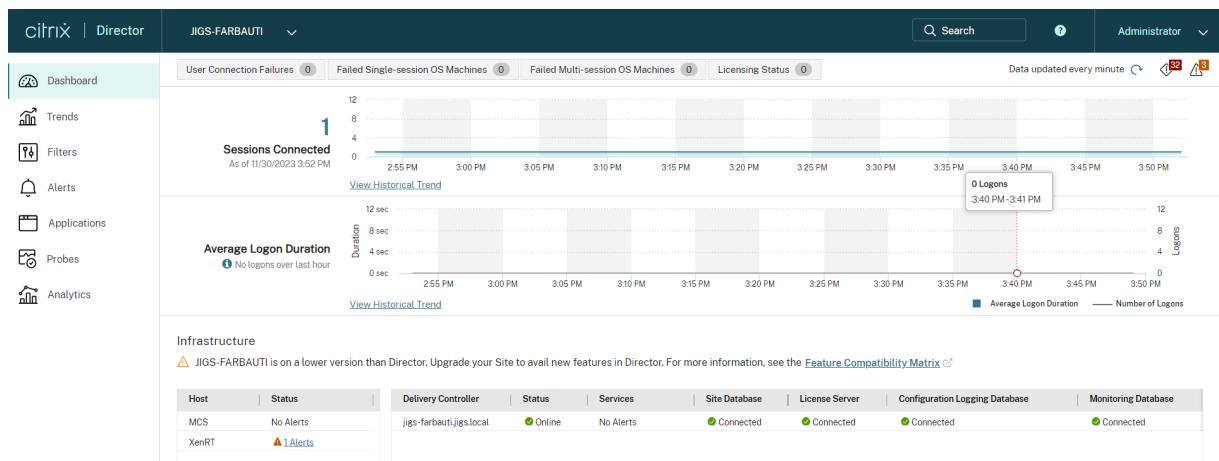 citrix | Director
JIGS-FARBAUTI
Search
?
Administrator
Dashboard
Trends
Filters
Alerts
Applications
Probes
Analytics
User Connection Failures 0
Failed Single-session OS Machines 0
Failed Multi-session OS Machines 0
Licensing Status 0
Data updated every minute
32
3
1
Sessions Connected
As of 11/30/2023 3:52 PM
12
8
4
0
2:55 PM 3:00 PM 3:05 PM 3:10 PM 3:15 PM 3:20 PM 3:25 PM 3:30 PM 3:35 PM 3:40 PM 3:45 PM 3:50 PM
View Historical Trend
0 Logons
3:40 PM-3:41 PM
Average Logon Duration
No logons over last hour
Duration
12 sec
8 sec
4 sec
0 sec
12
8
4
0
Logons
2:55 PM 3:00 PM 3:05 PM 3:10 PM 3:15 PM 3:20 PM 3:25 PM 3:30 PM 3:35 PM 3:40 PM 3:45 PM 3:50 PM
View Historical Trend
Average Logon Duration
Number of Logons
Infrastructure
JIGS-FARBAUTI is on a lower version than Director. Upgrade your Site to avail new features in Director. For more information, see the Feature Compatibility Matrix
Host Status
MCS No Alerts
XenRT 1 Alerts
Delivery Controller Status Services Site Database License Server Configuration Logging Database Monitoring Database
jigs-farbauti.jigs.local Online No Alerts Connected Connected Connected Connected